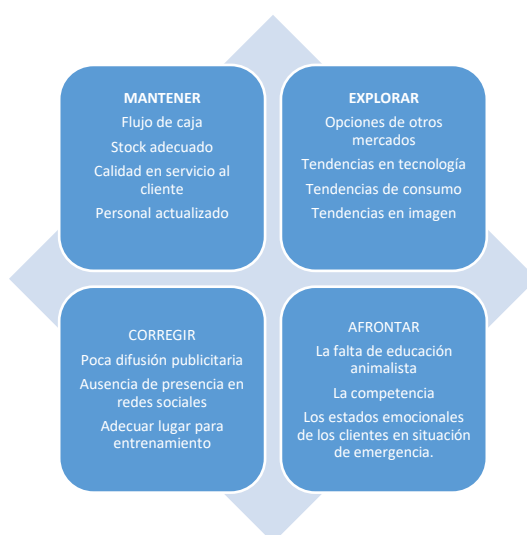 MANTENER
Flujo de caja
Stock adecuado
Calidad en servicio al
cliente
Personal actualizado
EXPLORAR
Opciones de otros
mercados
Tendencias en tecnología
Tendencias de consumo
Tendencias en imagen
CORREGIR
Poca difusión publicitaria
Ausencia de presencia en
redes sociales
Adecuar lugar para
entrenamiento
AFRONTAR
La falta de educación
animalista
La competencia
Los estados emocionales
de los clientes en situación
de emergencia.